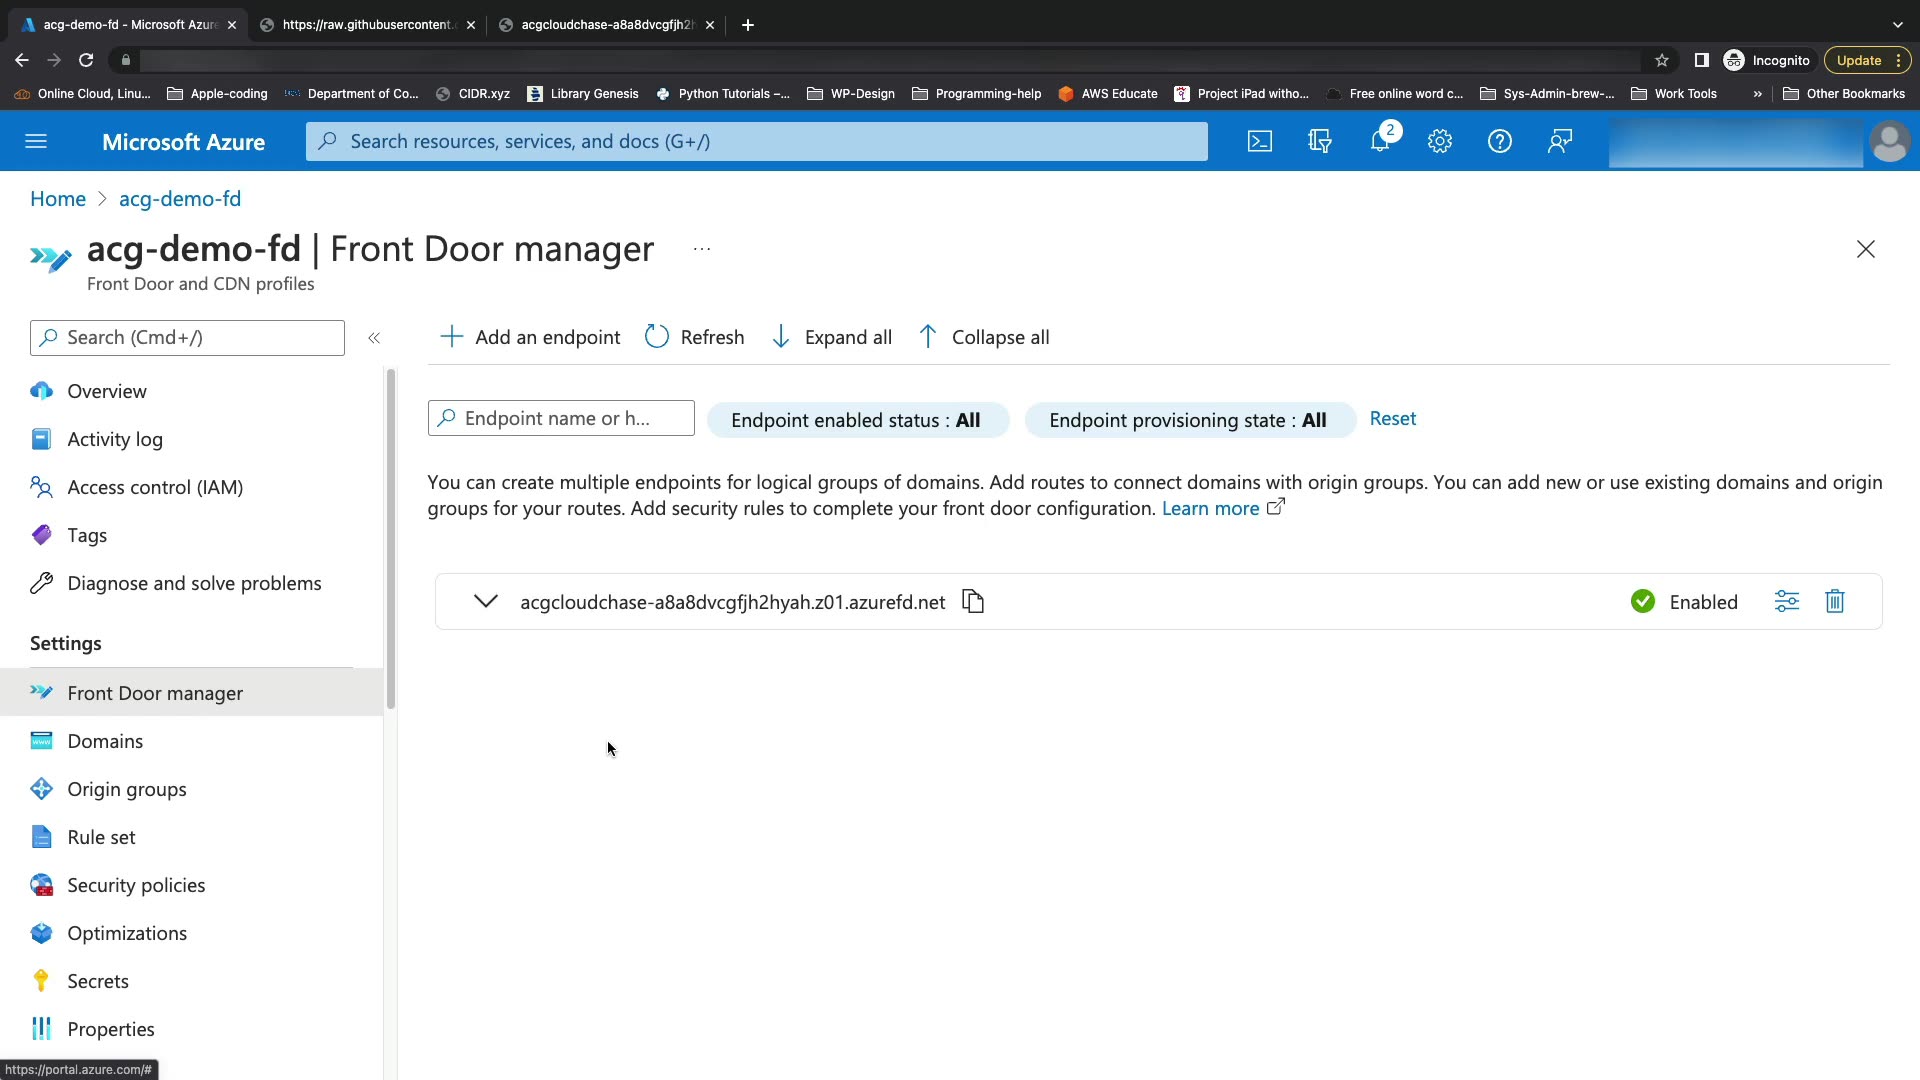 acg-demo-fd - Microsoft Azure
https://raw.githubusercontent.
acgcloudchase-a8a8dvcgfjh2h
Incognito
Update
Online Cloud, Linu...
Apple-coding
Department of Co...
CIDR.xyz
Library Genesis
Python Tutorials –...
WP-Design
Programming-help
AWS Educate
Project iPad witho...
Free online word c...
Sys-Admin-brew-...
Work Tools
»
Other Bookmarks
Microsoft Azure
Search resources, services, and docs (G+/)
2
Home > acg-demo-fd
acg-demo-fd | Front Door manager ...
Front Door and CDN profiles
Search (Cmd+/)
«
Add an endpoint
Refresh
Expand all
Collapse all
Overview
Activity log
Access control (IAM)
Tags
Diagnose and solve problems
Settings
Front Door manager
Domains
Origin groups
Rule set
Security policies
Optimizations
Secrets
Properties
Endpoint name or h...
Endpoint enabled status : All
Endpoint provisioning state : All
Reset
You can create multiple endpoints for logical groups of domains. Add routes to connect domains with origin groups. You can add new or use existing domains and origin
groups for your routes. Add security rules to complete your front door configuration. Learn more
acgcloudchase-a8a8dvcgfjh2hyah.z01.azurefd.net
Enabled
https://portal.azure.com/#